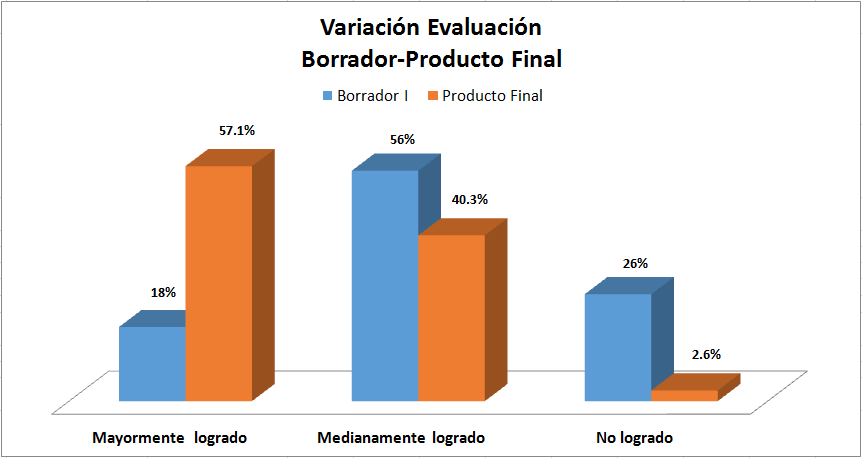 Variación Evaluación
Borrador-Producto Final
Borrador I Producto Final
57.1%
56%
40.3%
18%
26%
2.6%
Mayormente logrado Medianamente logrado No logrado